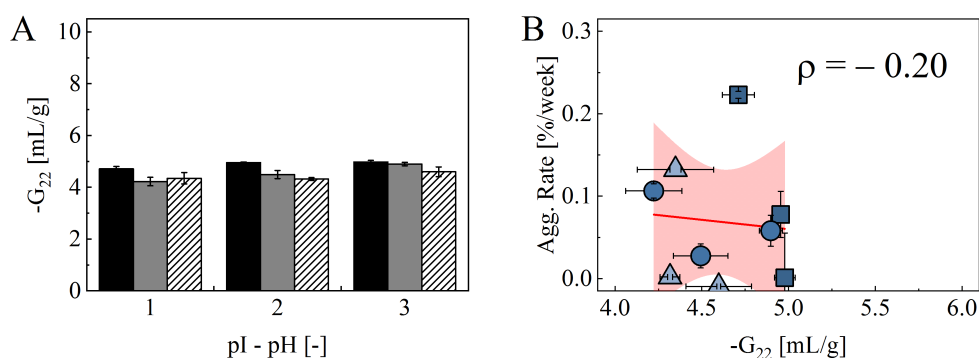 A
-G₂₂ [mL/g]
10
8
6
4
2
0
1 2 3
pI - pH [-]
B
ρ = – 0.20
Agg. Rate [%/week]
0.3
0.2
0.1
0.0
4.0 4.5 5.0 5.5 6.0
-G₂₂ [mL/g]